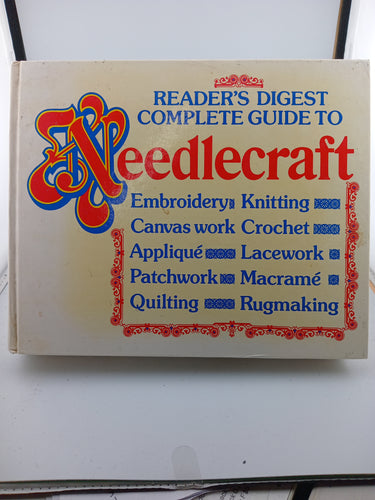 READER'S DIGEST
COMPLETE GUIDE TO
Needlecraft
Embroidery Knitting
Canvas work Crochet
Appliqué Lacework
Patchwork Macramé
Quilting Rugmaking